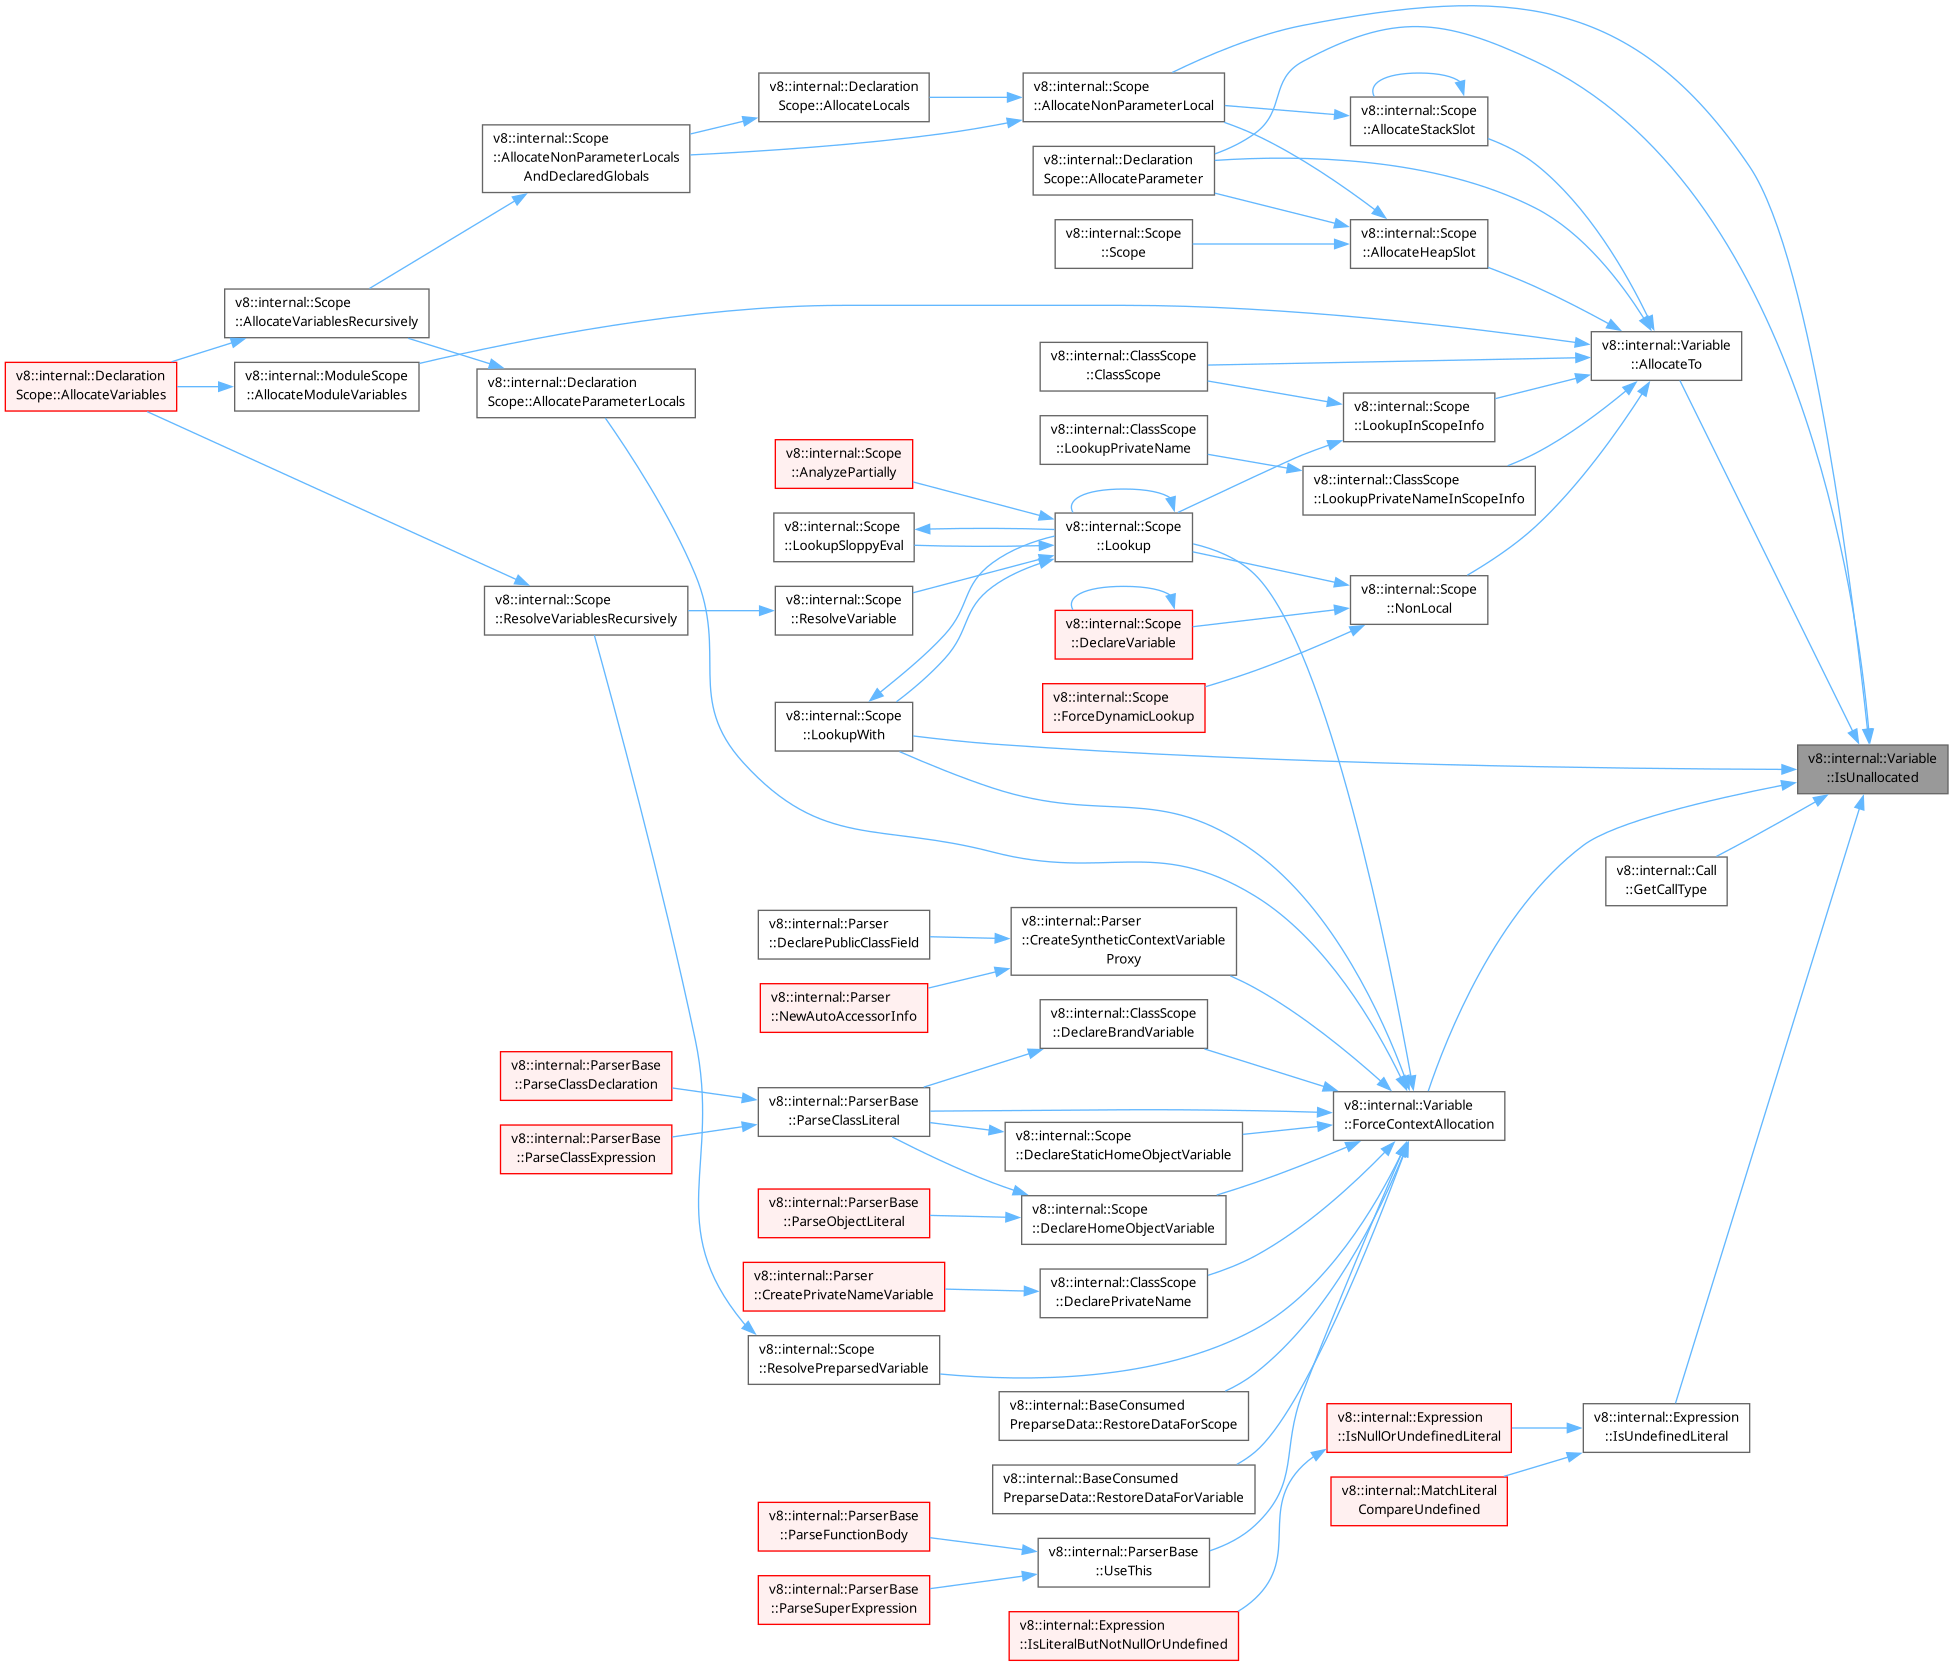 v8::internal::Declaration
Scope::AllocateLocals
v8::internal::Scope
::AllocateNonParameterLocal
v8::internal::Scope
::AllocateStackSlot
v8::internal::Scope
::AllocateNonParameterLocals
AndDeclaredGlobals
v8::internal::Declaration
Scope::AllocateParameter
v8::internal::Scope
::Scope
v8::internal::Scope
::AllocateHeapSlot
v8::internal::Scope
::AllocateVariablesRecursively
v8::internal::Variable
::AllocateTo
v8::internal::Declaration
Scope::AllocateVariables
v8::internal::ModuleScope
::AllocateModuleVariables
v8::internal::Declaration
Scope::AllocateParameterLocals
v8::internal::ClassScope
::ClassScope
v8::internal::Scope
::LookupInScopeInfo
v8::internal::ClassScope
::LookupPrivateName
v8::internal::Scope
::AnalyzePartially
v8::internal::ClassScope
::LookupPrivateNameInScopeInfo
v8::internal::Scope
::LookupSloppyEval
v8::internal::Scope
::Lookup
v8::internal::Scope
::ResolveVariablesRecursively
v8::internal::Scope
::ResolveVariable
v8::internal::Scope
::DeclareVariable
v8::internal::Scope
::NonLocal
v8::internal::Scope
::ForceDynamicLookup
v8::internal::Scope
::LookupWith
v8::internal::Variable
::IsUnallocated
v8::internal::Call
::GetCallType
v8::internal::Parser
::DeclarePublicClassField
v8::internal::Parser
::CreateSyntheticContextVariable
Proxy
v8::internal::Parser
::NewAutoAccessorInfo
v8::internal::ClassScope
::DeclareBrandVariable
v8::internal::ParserBase
::ParseClassDeclaration
v8::internal::ParserBase
::ParseClassLiteral
v8::internal::Variable
::ForceContextAllocation
v8::internal::ParserBase
::ParseClassExpression
v8::internal::Scope
::DeclareStaticHomeObjectVariable
v8::internal::ParserBase
::ParseObjectLiteral
v8::internal::Scope
::DeclareHomeObjectVariable
v8::internal::Parser
::CreatePrivateNameVariable
v8::internal::ClassScope
::DeclarePrivateName
v8::internal::Scope
::ResolvePreparsedVariable
v8::internal::BaseConsumed
PreparseData::RestoreDataForScope
v8::internal::Expression
::IsNullOrUndefinedLiteral
v8::internal::Expression
::IsUndefinedLiteral
v8::internal::BaseConsumed
PreparseData::RestoreDataForVariable
v8::internal::MatchLiteral
CompareUndefined
v8::internal::ParserBase
::ParseFunctionBody
v8::internal::ParserBase
::UseThis
v8::internal::ParserBase
::ParseSuperExpression
v8::internal::Expression
::IsLiteralButNotNullOrUndefined